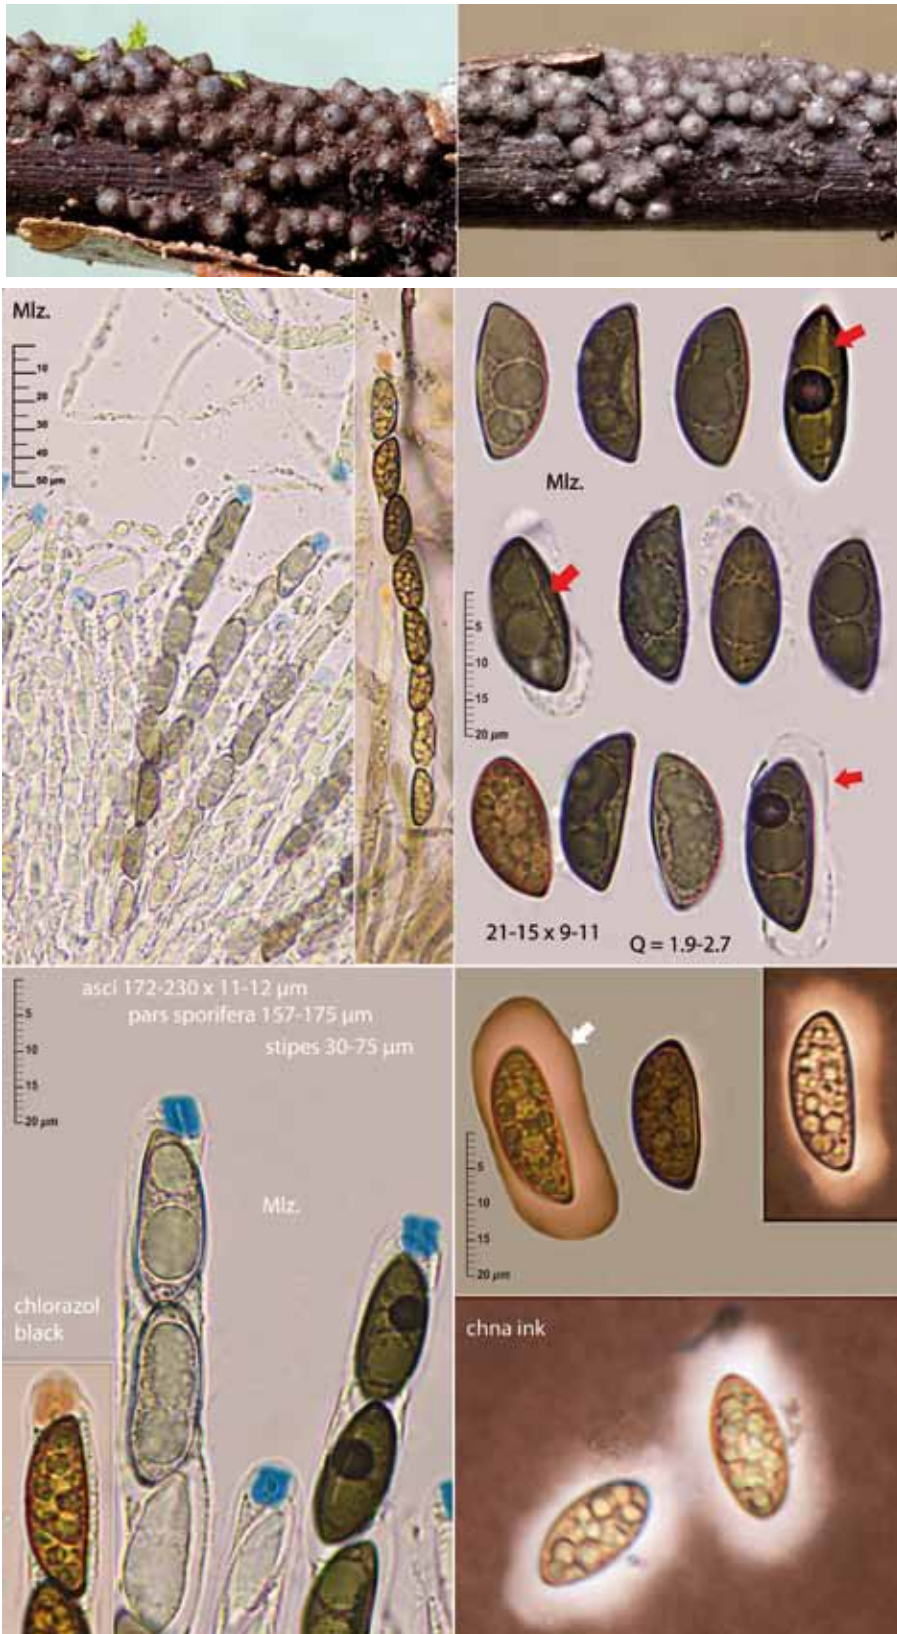 Mlz.
10
20
30
40
50 µm
Mlz.
5
10
15
20 µm
21-15 x 9-11
Q = 1.9-2.7
5
10
15
20 µm
asci 172-230 x 11-12 µm
pars sporifera 157-175 µm
stipes 30-75 µm
Mlz.
chlorazol
black
5
10
15
20 µm
chna ink